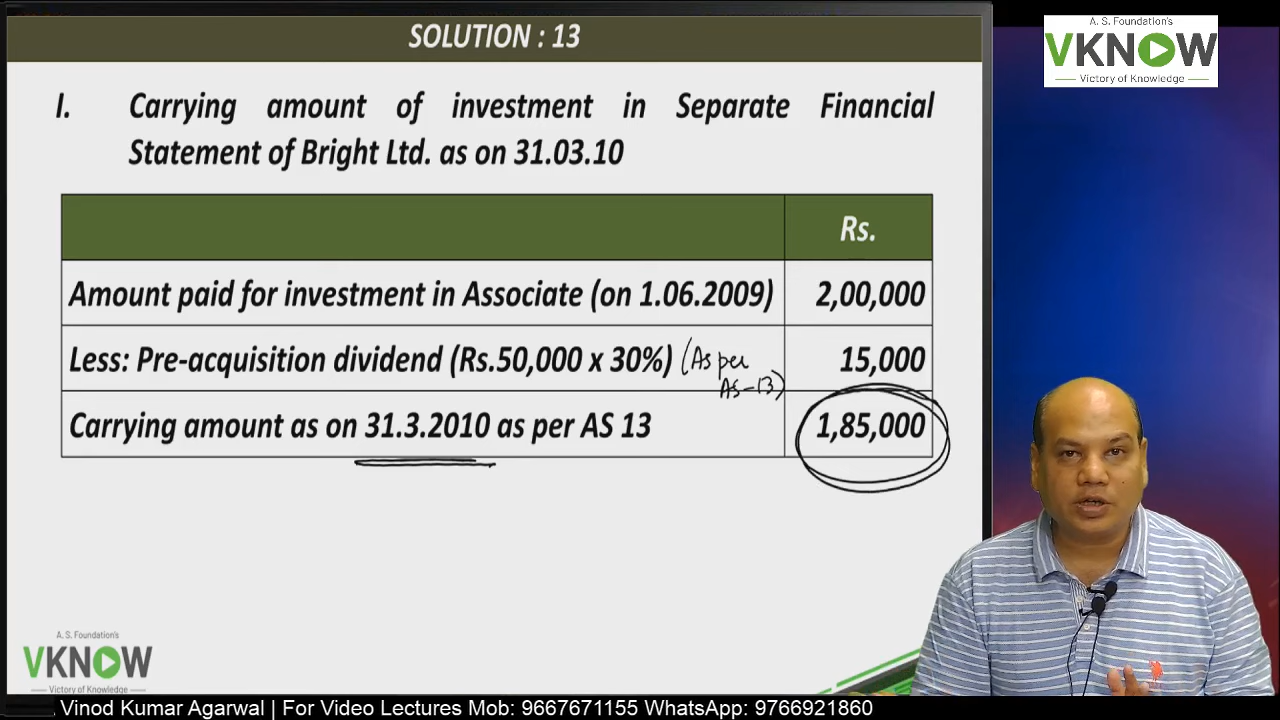 SOLUTION : 13
A. S. Foundation's
VKNOW
Victory of Knowledge
I. Carrying amount of investment in Separate Financial
Statement of Bright Ltd. as on 31.03.10
Rs.
Amount paid for investment in Associate (on 1.06.2009) 2,00,000
Less: Pre-acquisition dividend (Rs.50,000 x 30%) (As per 15,000
AS-13)
Carrying amount as on 31.3.2010 as per AS 13 1,85,000
A. S. Foundation's
VKNOW
Victory of Knowledge
Vinod Kumar Agarwal | For Video Lectures Mob: 9667671155 WhatsApp: 9766921860